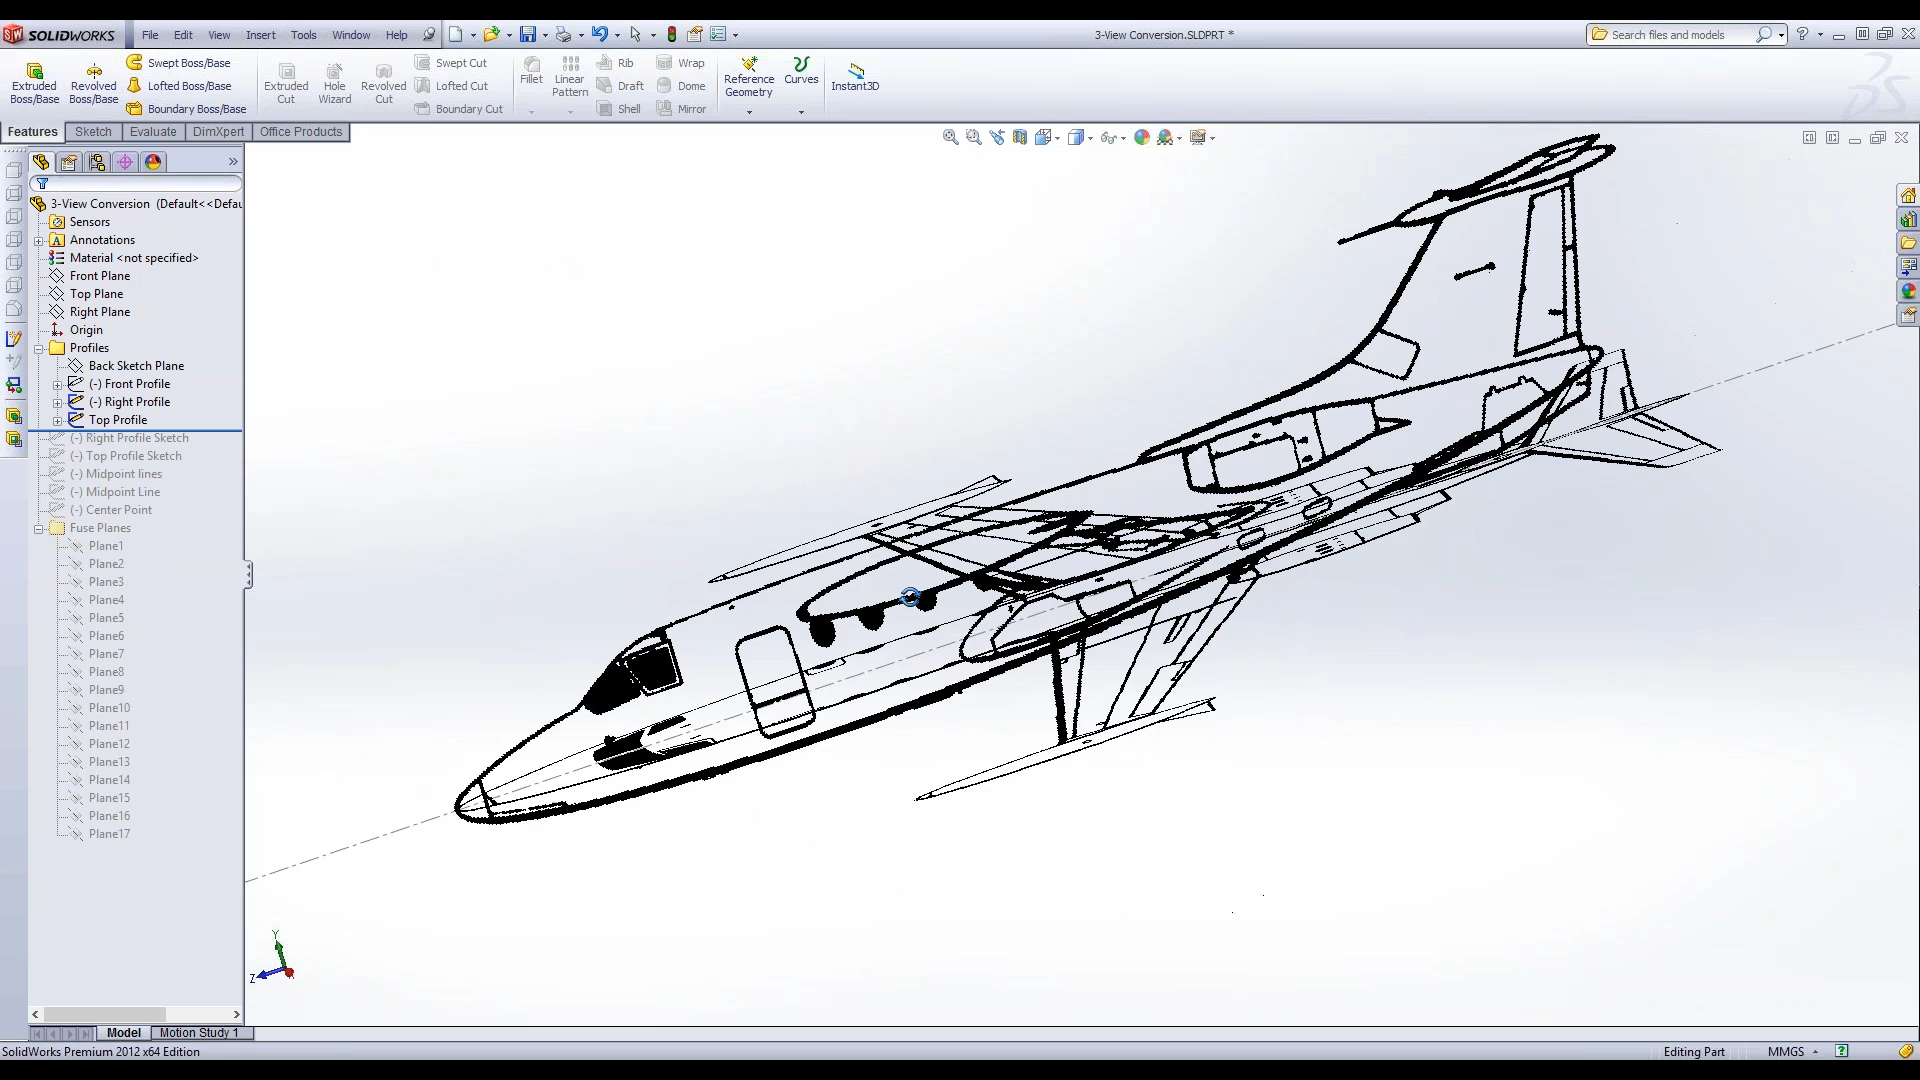 SOLIDWORKS File Edit View Insert Tools Window Help 3-View Conversion.SLDPRT * Search files and models
Extruded Boss/Base
Revolved Boss/Base
Swept Boss/Base
Lofted Boss/Base
Boundary Boss/Base
Extruded Cut
Hole Wizard
Revolved Cut
Swept Cut
Lofted Cut
Boundary Cut
Fillet
Linear Pattern
Rib
Draft
Shell
Wrap
Dome
Mirror
Reference Geometry
Curves
Instant3D
Features Sketch Evaluate DimXpert Office Products
3-View Conversion (Default<<Defau
Sensors
Annotations
Material <not specified>
Front Plane
Top Plane
Right Plane
Origin
Profiles
Back Sketch Plane
(-) Front Profile
(-) Right Profile
Top Profile
(-) Right Profile Sketch
(-) Top Profile Sketch
(-) Midpoint lines
(-) Midpoint Line
(-) Center Point
Fuse Planes
Plane1
Plane2
Plane3
Plane4
Plane5
Plane6
Plane7
Plane8
Plane9
Plane10
Plane11
Plane12
Plane13
Plane14
Plane15
Plane16
Plane17
Y
Z
Model Motion Study 1
SolidWorks Premium 2012 x64 Edition Editing Part MMGS